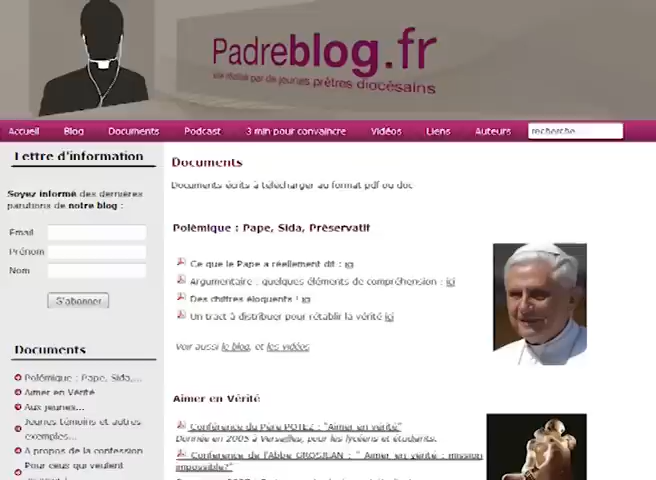 Padreblog.fr
site réalisé par de jeunes prêtres diocésains
Accueil Blog Documents Podcast 3 min pour convaincre Vidéos Liens Auteurs recherche
Lettre d'information
Soyez informé des dernières
parutions de notre blog :
Email
Prénom
Nom
S'abonner
Documents
Polémique : Pape, Sida,...
Aimer en Vérité
Aux jeunes...
Jeunes témoins et autres
exemples...
A propos de la confession
Pour ceux qui veulent
Documents
Documents écrits à télécharger au format pdf ou doc
Polémique : Pape, Sida, Préservatif
Ce que le Pape a réellement dit : ici
Argumentaire : quelques éléments de compréhension : ici
Des chiffres éloquents ! ici
Un tract à distribuer pour rétablir la vérité ici
Voir aussi le blog, et les vidéos
Aimer en Vérité
Conférence du Père POTEZ : "Aimer en vérité"
Donnée en 2005 à Versailles, pour les lycéens et étudiants.
Conférence de l'Abbé GROSJEAN : " Aimer en vérité : mission
impossible?"